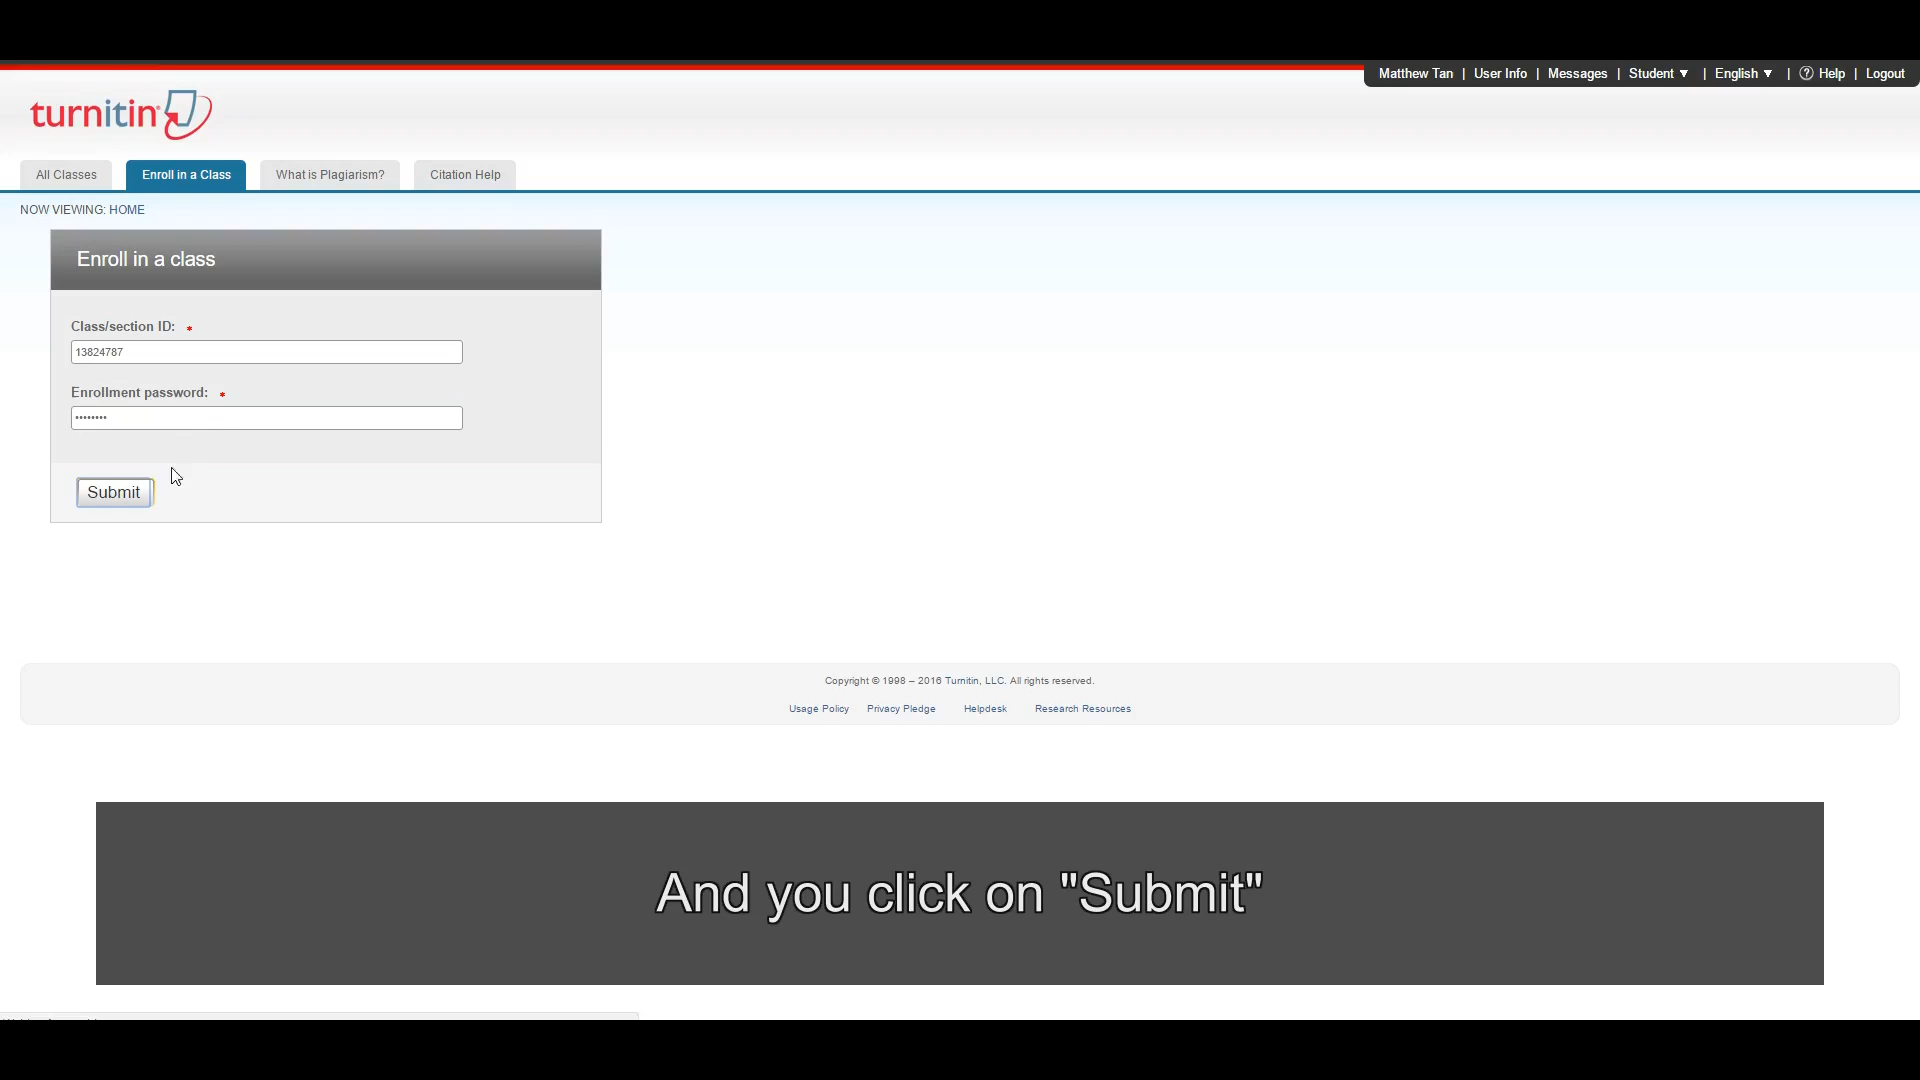 Matthew Tan | User Info | Messages | Student ▼ | English ▼ | ? Help | Logout
turnitin
All Classes
Enroll in a Class
What is Plagiarism?
Citation Help
NOW VIEWING: HOME
Enroll in a class
Class/section ID: *
13824787
Enrollment password: *
••••••••
Submit
Copyright © 1998 – 2016 Turnitin, LLC. All rights reserved.
Usage Policy Privacy Pledge Helpdesk Research Resources
And you click on "Submit"